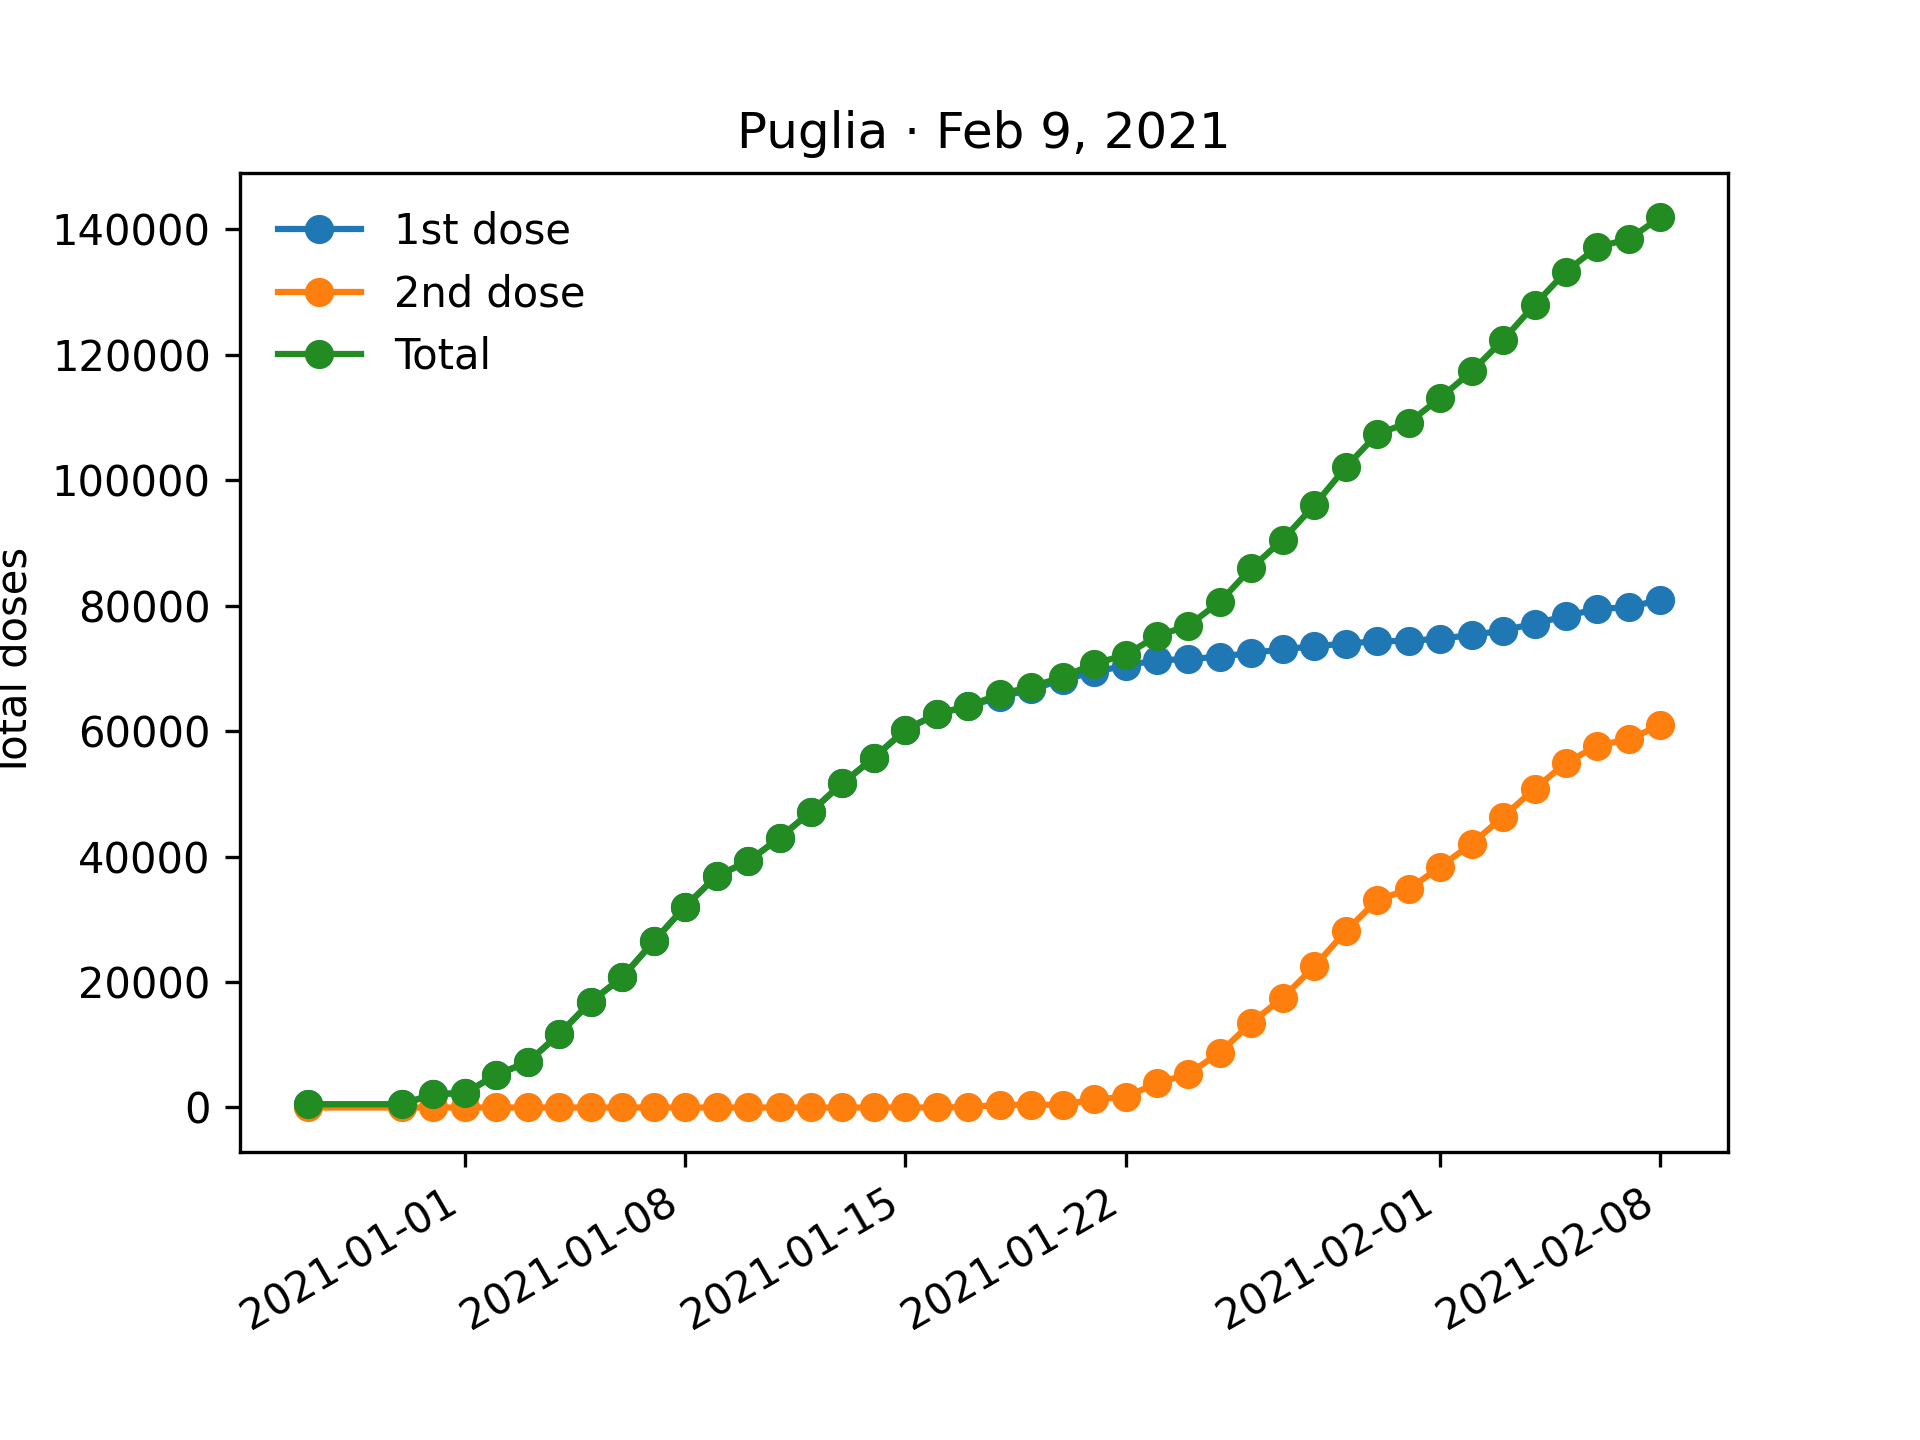 Puglia · Feb 9, 2021
1st dose
2nd dose
Total
140000
120000
100000
80000
60000
40000
20000
0
Total doses
2021-01-01
2021-01-08
2021-01-15
2021-01-22
2021-02-01
2021-02-08